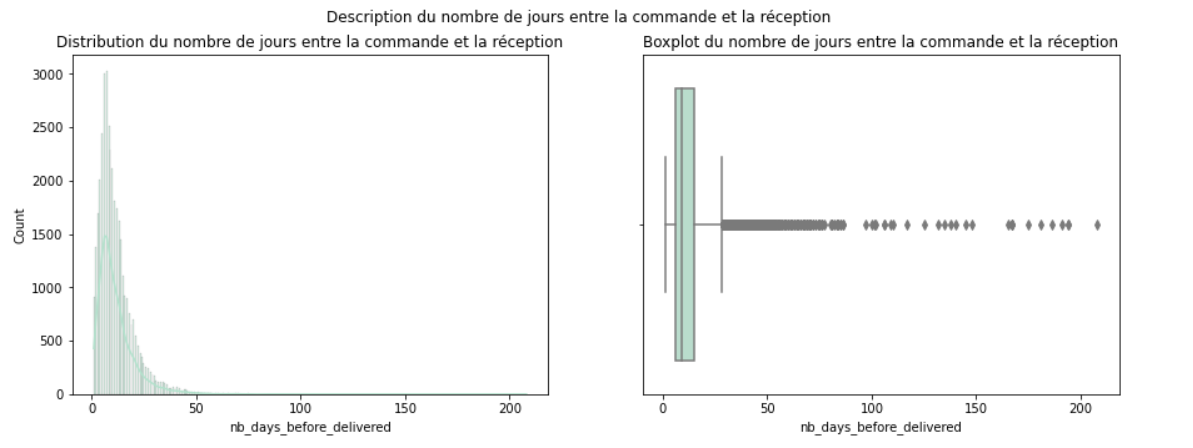 Description du nombre de jours entre la commande et la réception
Distribution du nombre de jours entre la commande et la réception
3000
2500
2000
1500
1000
500
0
Count
0 50 100 150 200
nb_days_before_delivered
Boxplot du nombre de jours entre la commande et la réception
0 50 100 150 200
nb_days_before_delivered